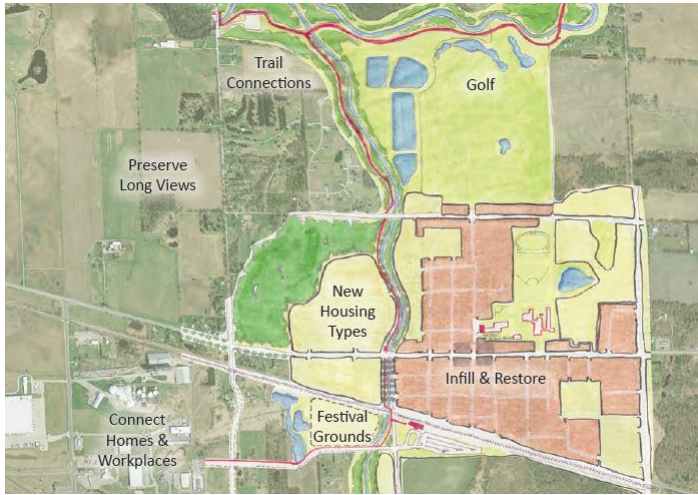 Trail
Connections
Golf
Preserve
Long Views
New
Housing
Types
Infill & Restore
Festival
Grounds
Connect
Homes &
Workplaces